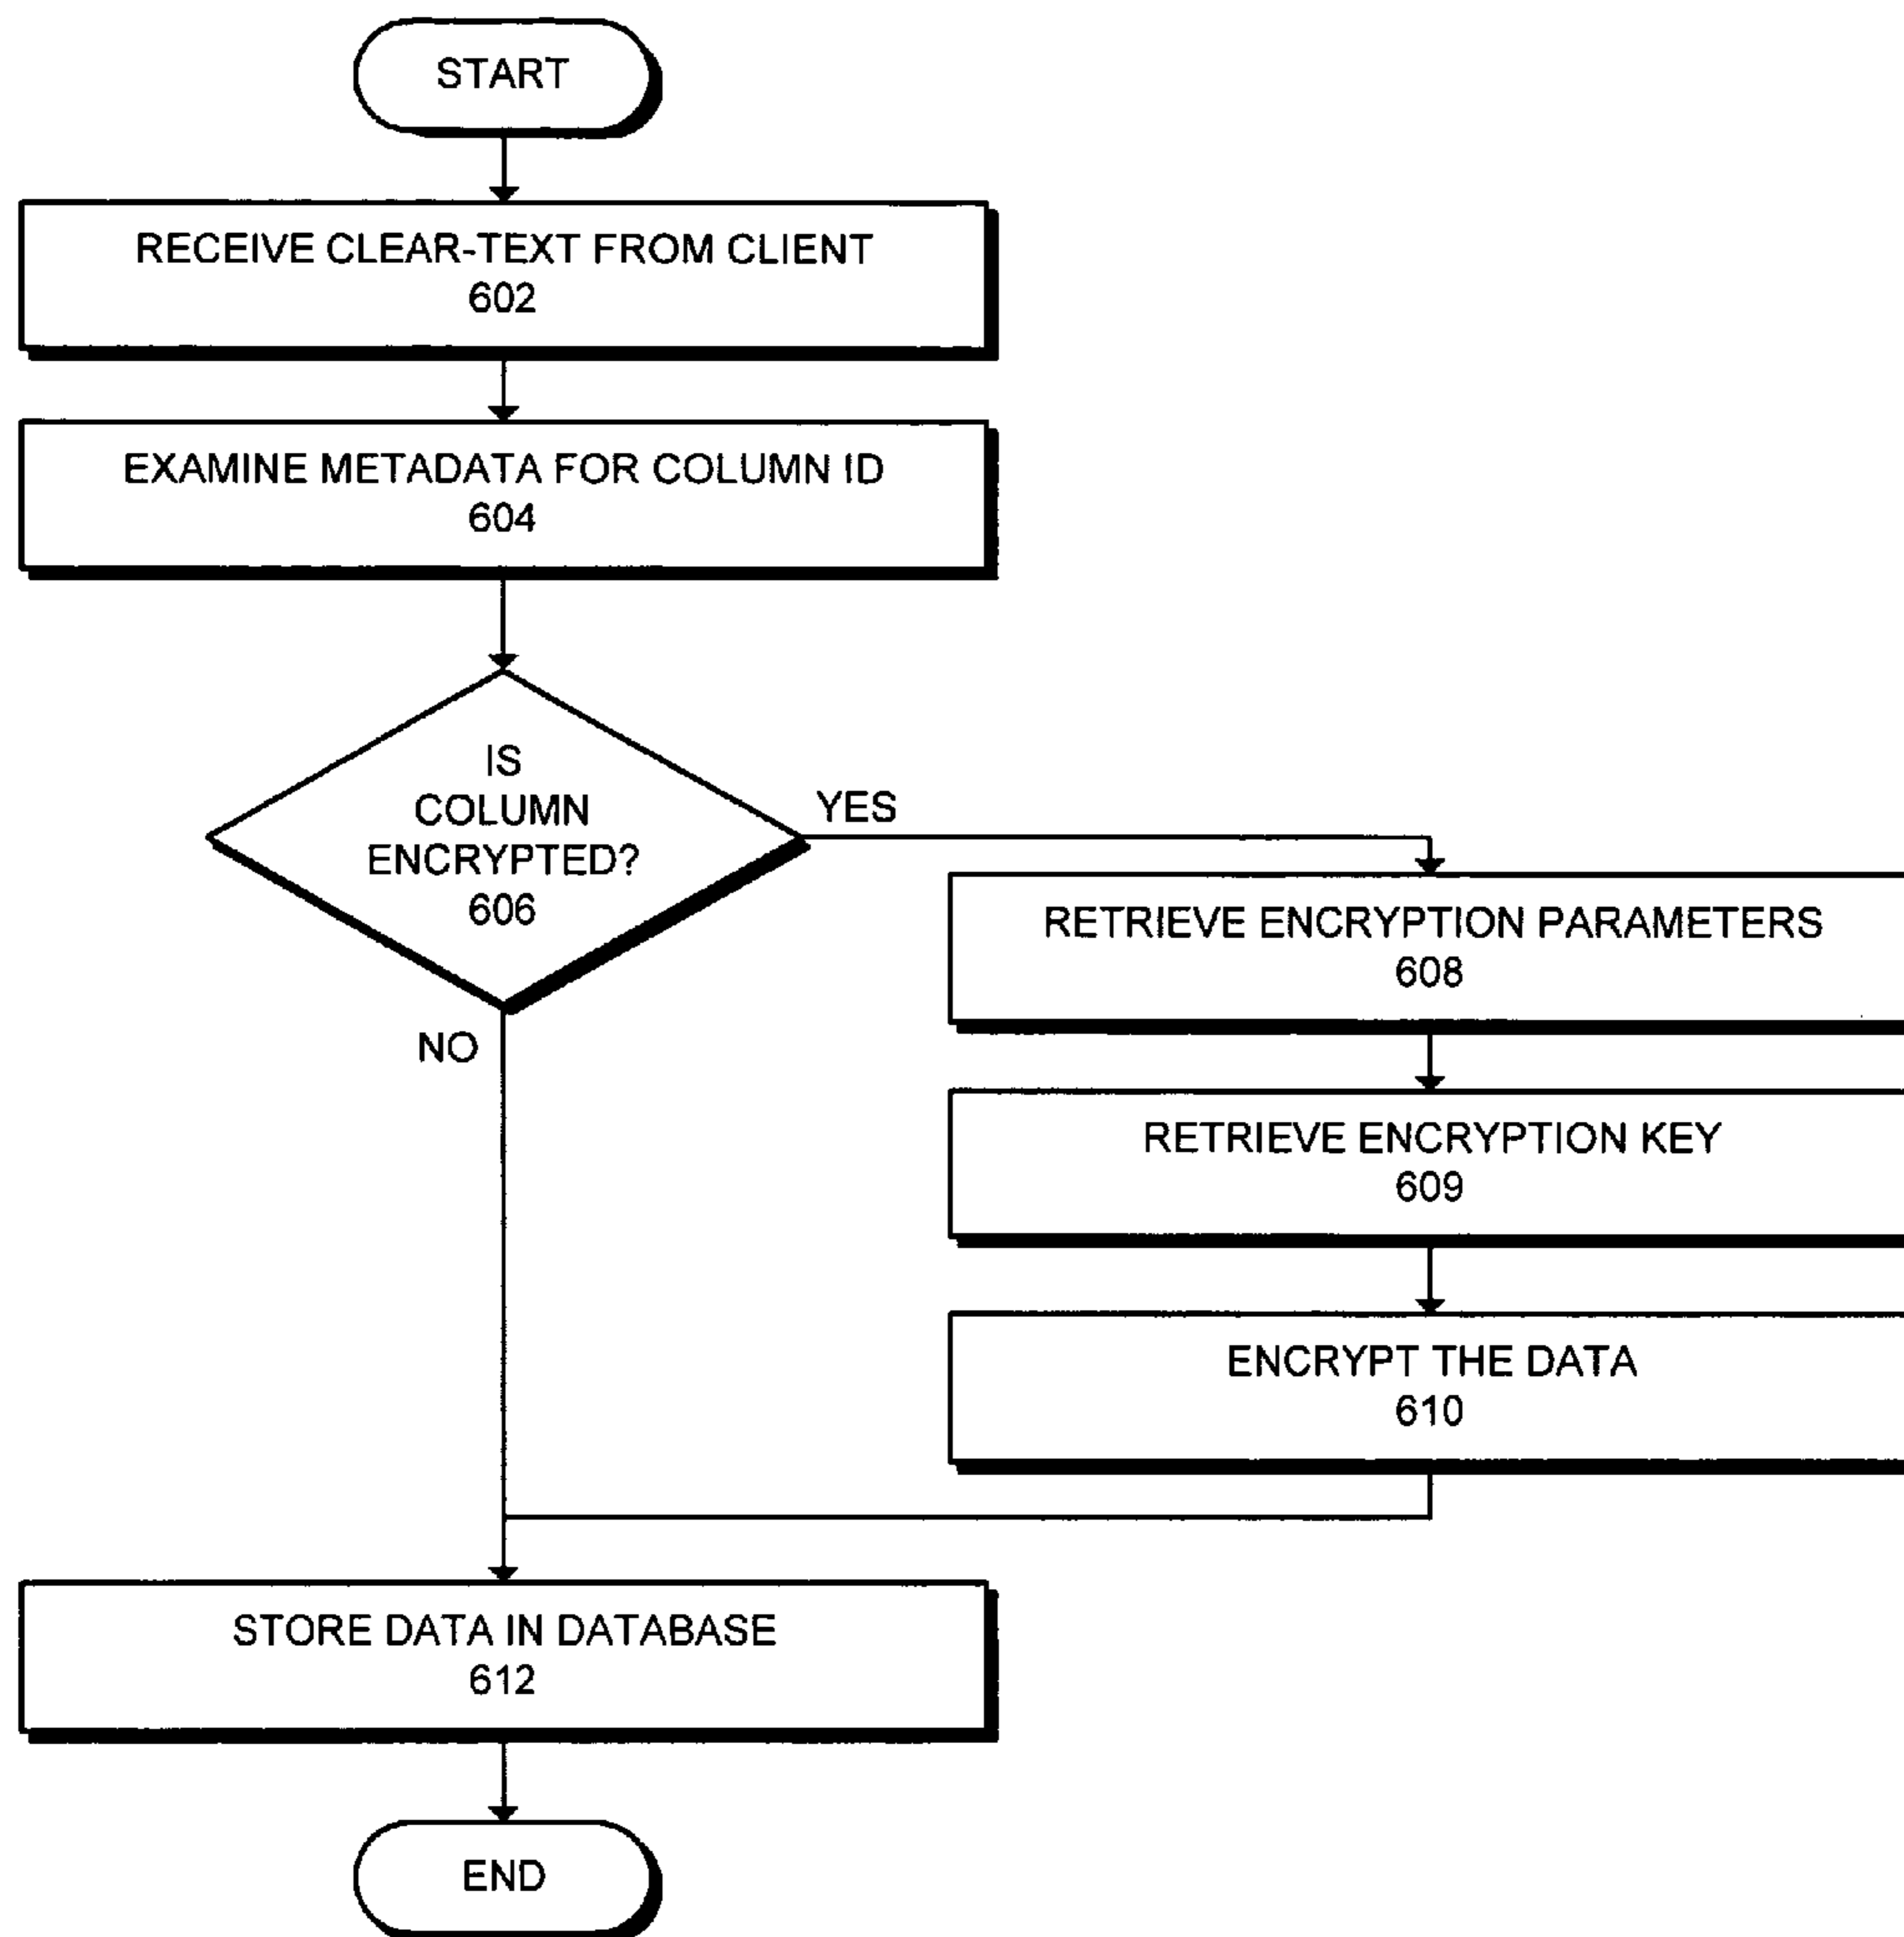 START
RECEIVE CLEAR-TEXT FROM CLIENT
602
EXAMINE METADATA FOR COLUMN ID
604
IS
COLUMN
ENCRYPTED?
606
YES
RETRIEVE ENCRYPTION PARAMETERS
608
NO
RETRIEVE ENCRYPTION KEY
609
ENCRYPT THE DATA
610
STORE DATA IN DATABASE
612
END